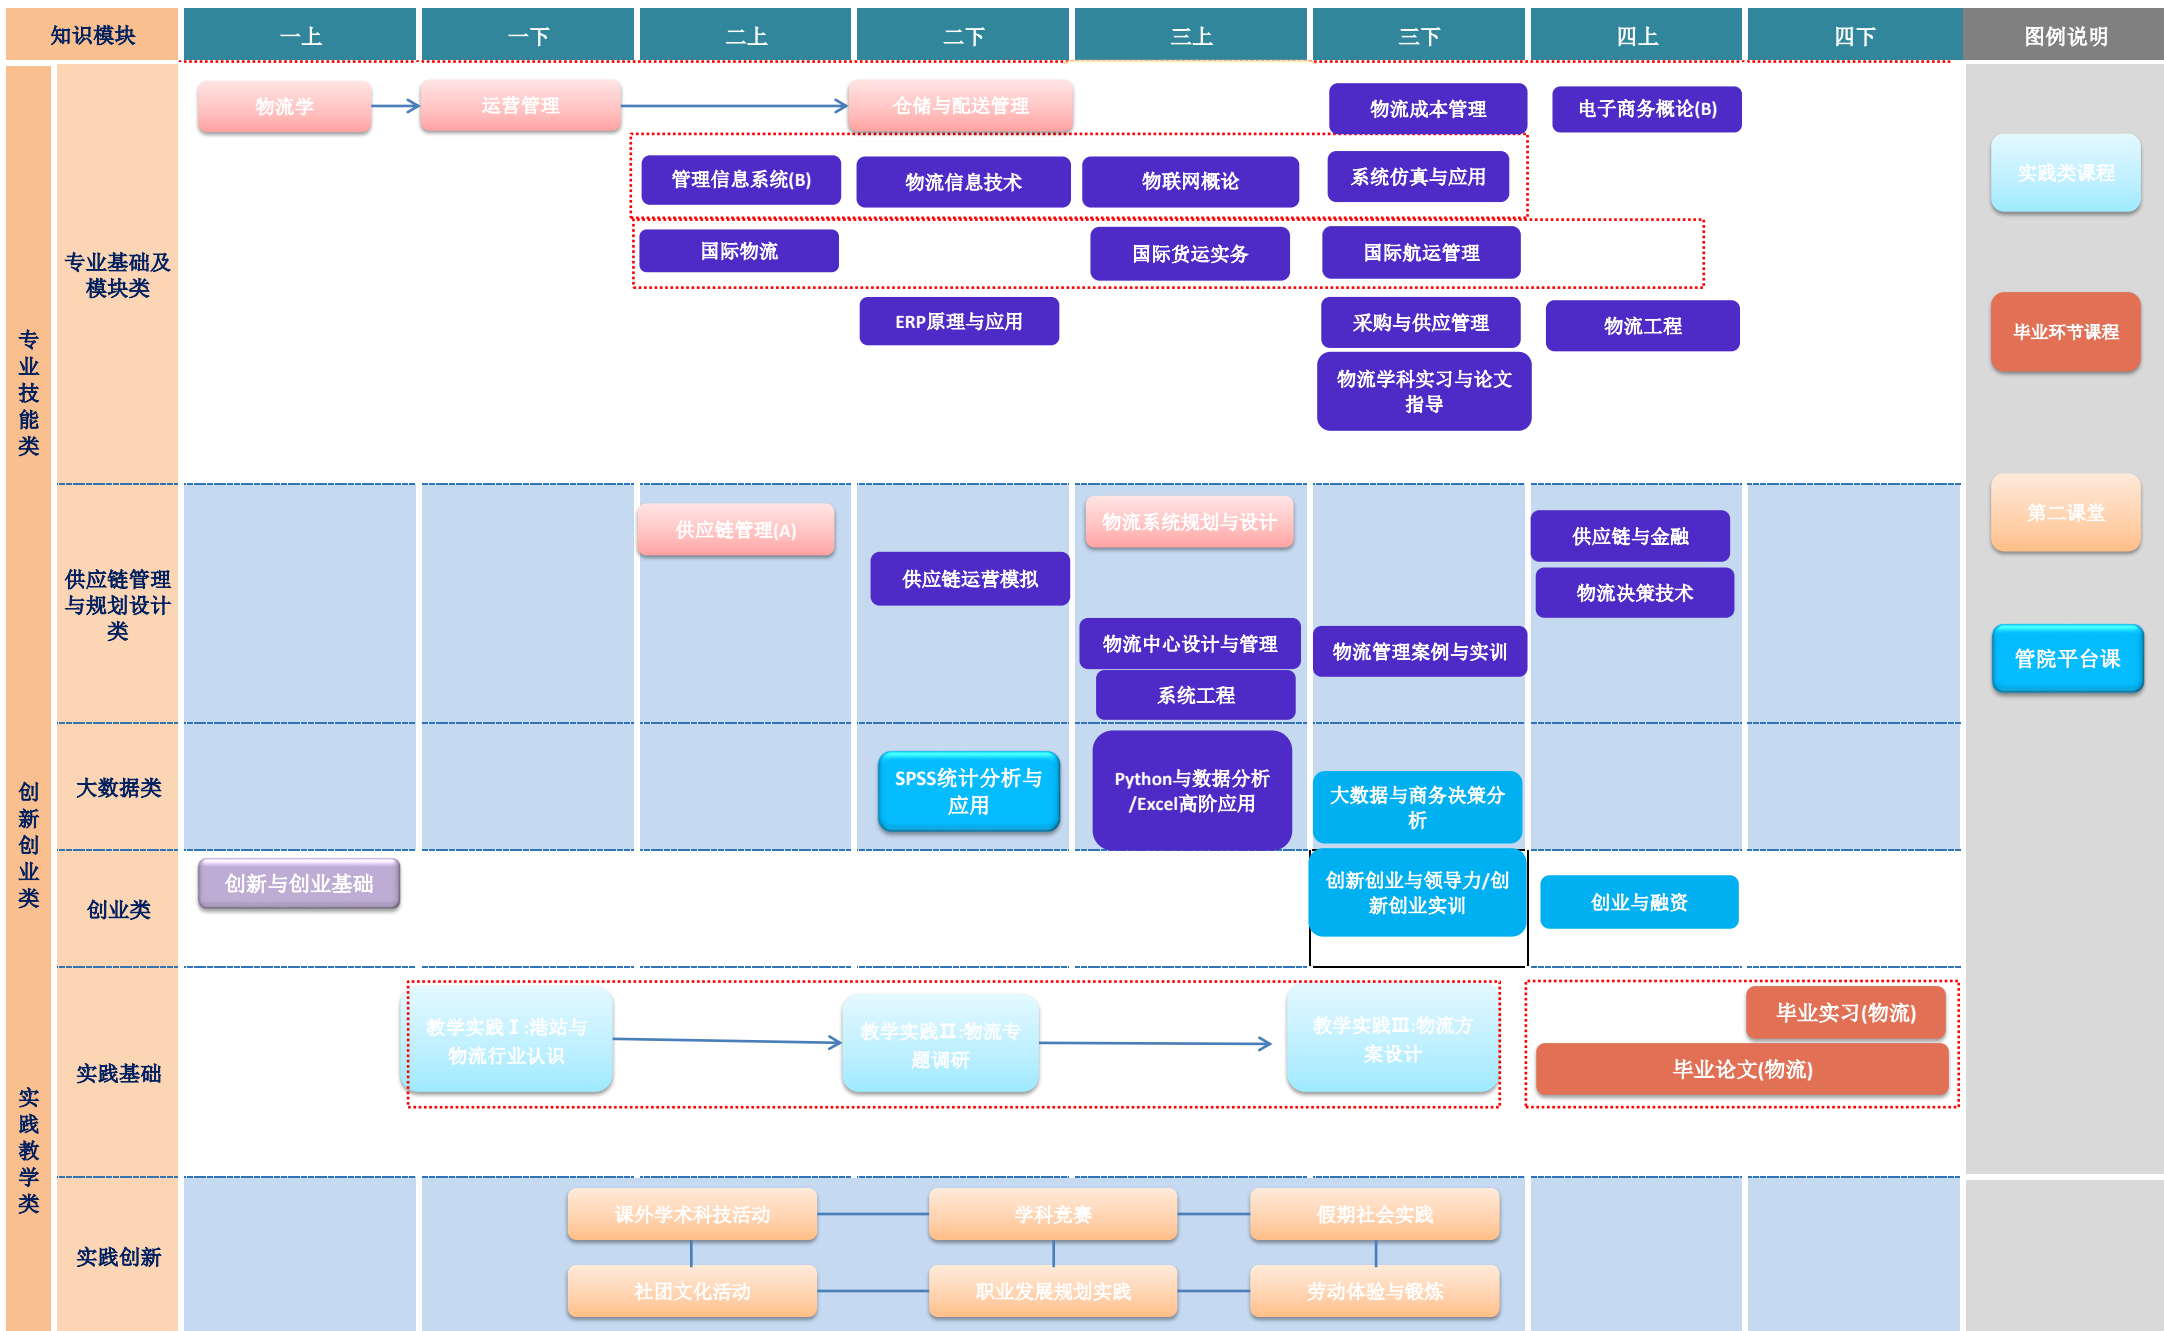 知识模块
一上
一下
二上
二下
三上
三下
四上
四下
图例说明
专业技能类
专业基础及
模块类
物流学
运营管理
仓储与配送管理
物流成本管理
电子商务概论(B)
管理信息系统(B)
物流信息技术
物联网概论
系统仿真与应用
国际物流
国际货运实务
国际航运管理
ERP原理与应用
采购与供应管理
物流工程
物流学科实习与论文
指导
供应链管理
与规划设计
类
供应链管理(A)
物流系统规划与设计
供应链与金融
供应链运营模拟
物流决策技术
物流中心设计与管理
物流管理案例与实训
系统工程
创新创业类
大数据类
SPSS统计分析与
应用
Python与数据分析
/Excel高阶应用
大数据与商务决策分
析
创业类
创新与创业基础
创新创业与领导力/创
新创业实训
创业与融资
实践教学类
实践基础
教学实践Ⅰ:港站与
物流行业认识
教学实践Ⅱ:物流专
题调研
教学实践Ⅲ:物流方
案设计
毕业实习(物流)
毕业论文(物流)
实践创新
课外学术科技活动
学科竞赛
假期社会实践
社团文化活动
职业发展规划实践
劳动体验与锻炼
实践类课程
毕业环节课程
第二课堂
管院平台课